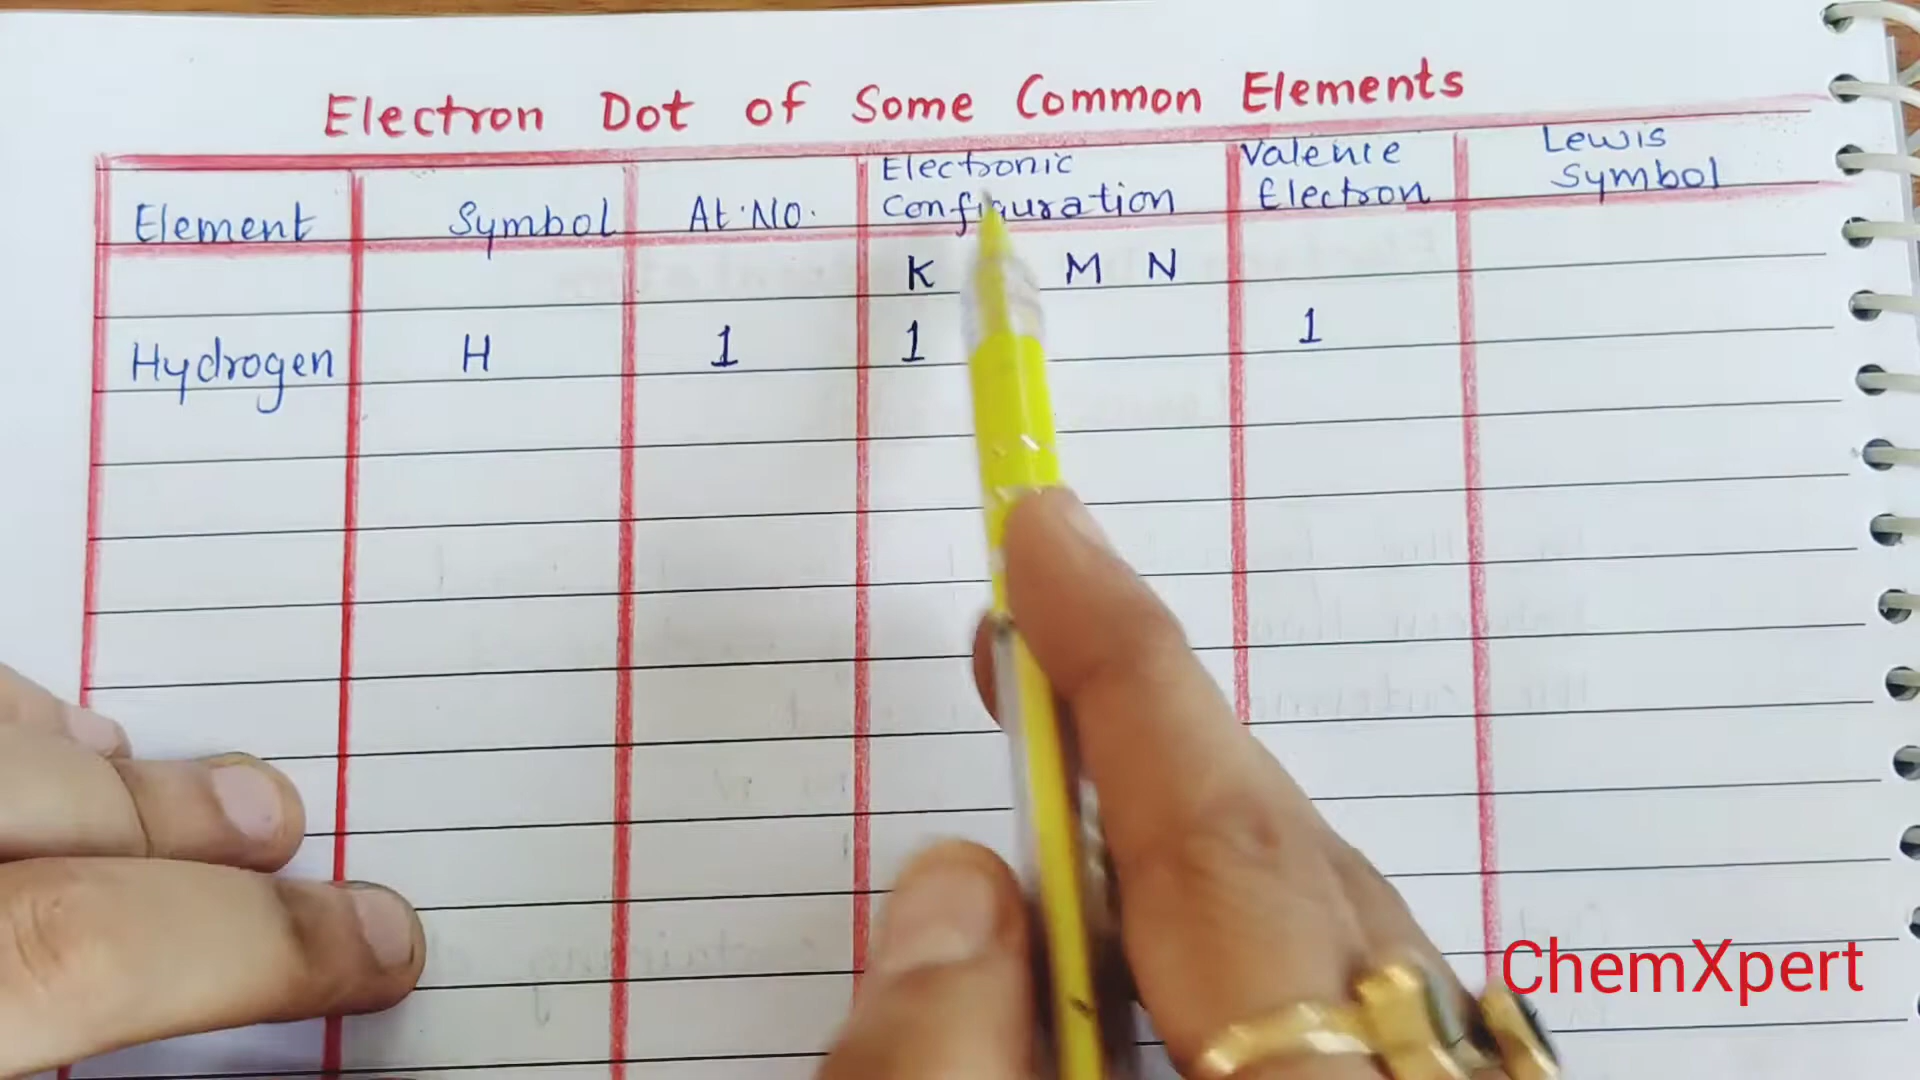 Electron Dot of Some Common Elements
Element Symbol At.No. Electronic Configuration Valence Electron Lewis Symbol
K M N
Hydrogen H 1 1 1
ChemXpert